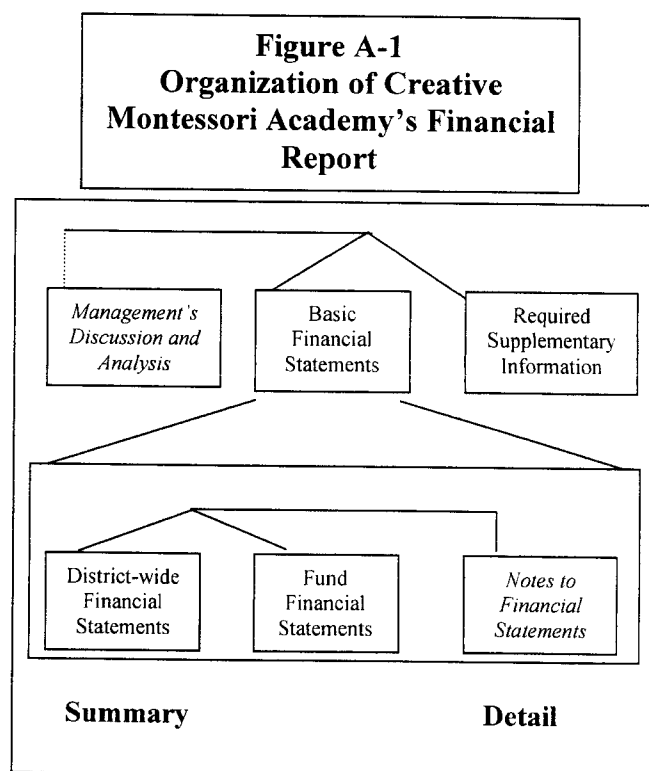 Figure A-1
Organization of Creative
Montessori Academy's Financial
Report
Management's
Discussion and
Analysis
Basic
Financial
Statements
Required
Supplementary
Information
District-wide
Financial
Statements
Fund
Financial
Statements
Notes to
Financial
Statements
Summary
Detail